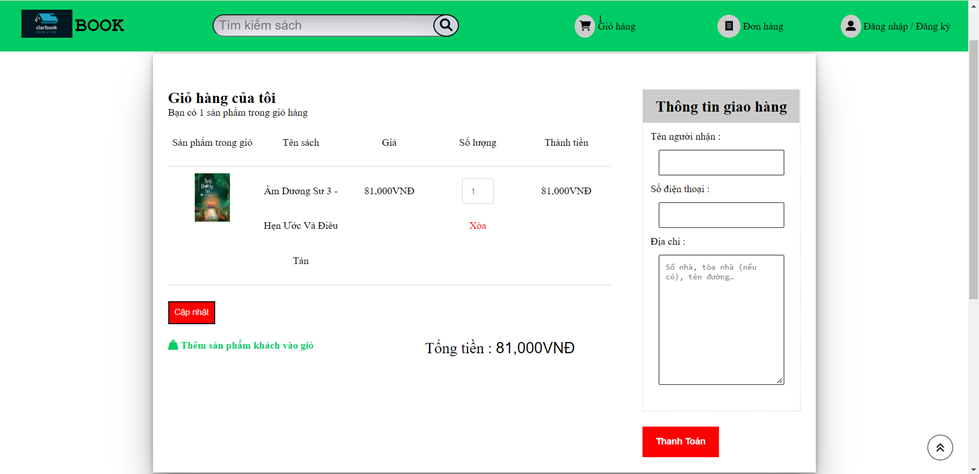 clarbook
BOOK
Tìm kiếm sách
1
Giỏ hàng
Đơn hàng
Đăng nhập / Đăng ký
Giỏ hàng của tôi
Bạn có 1 sản phẩm trong giỏ hàng
Sản phẩm trong giỏ Tên sách Giá Số lượng Thành tiền
Âm Dương Sư 3 - 81,000VNĐ 1 81,000VNĐ
Hẹn Ước Và Điêu Xóa
Tàn
Cập nhật
Thêm sản phẩm khách vào giỏ
Tổng tiền : 81,000VNĐ
Thông tin giao hàng
Tên người nhận :
Số điện thoại :
Địa chỉ :
Số nhà, tòa nhà (nếu
có), tên đường…
Thanh Toán